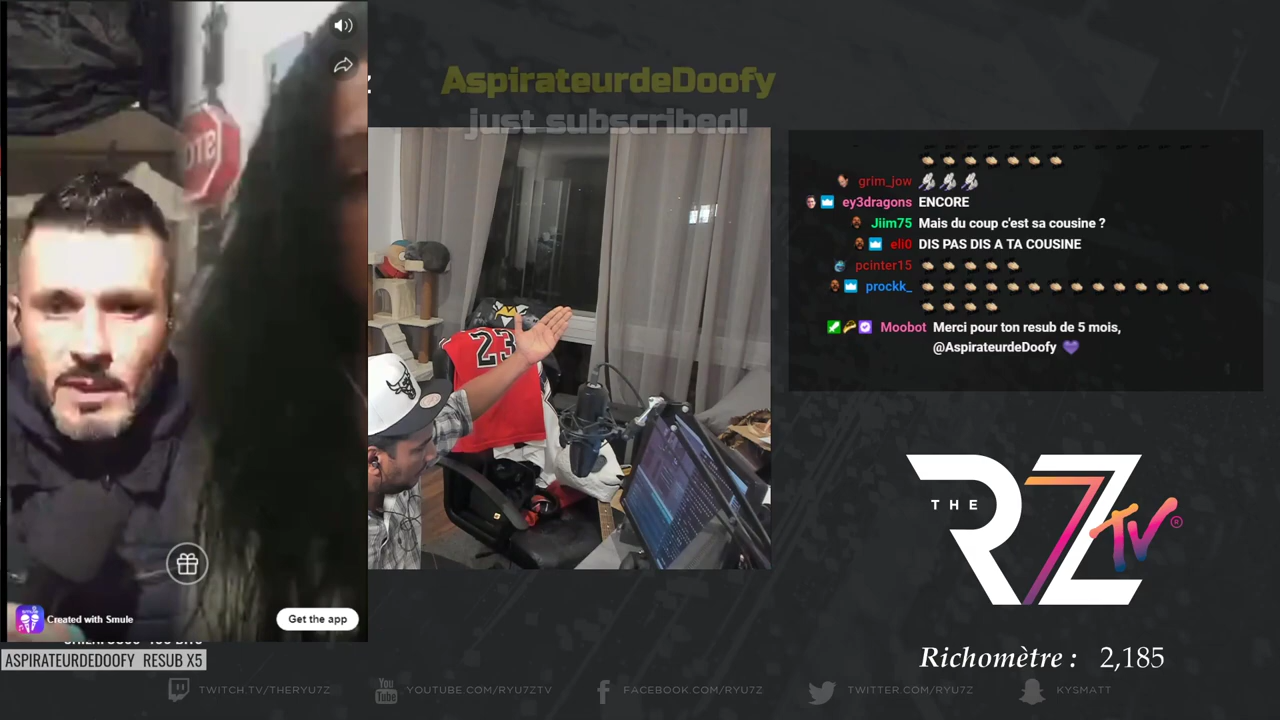 AspirateurdeDoofy
just subscribed!
STOP
grim_jow
ey3dragons ENCORE
Jiim75 Mais du coup c'est sa cousine ?
eli0 DIS PAS DIS A TA COUSINE
pcinter15
prockk_
Moobot Merci pour ton resub de 5 mois,
@AspirateurdeDoofy
23
THE
RZ TV®
Created with Smule
Get the app
ASPIRATEURDEDOOFY RESUB X5
Richomètre : 2,185
TWITCH.TV/THERYU7Z
You Tube
YOUTUBE.COM/RYU7ZTV
FACEBOOK.COM/RYU7Z
TWITTER.COM/RYU7Z
KYSMATT